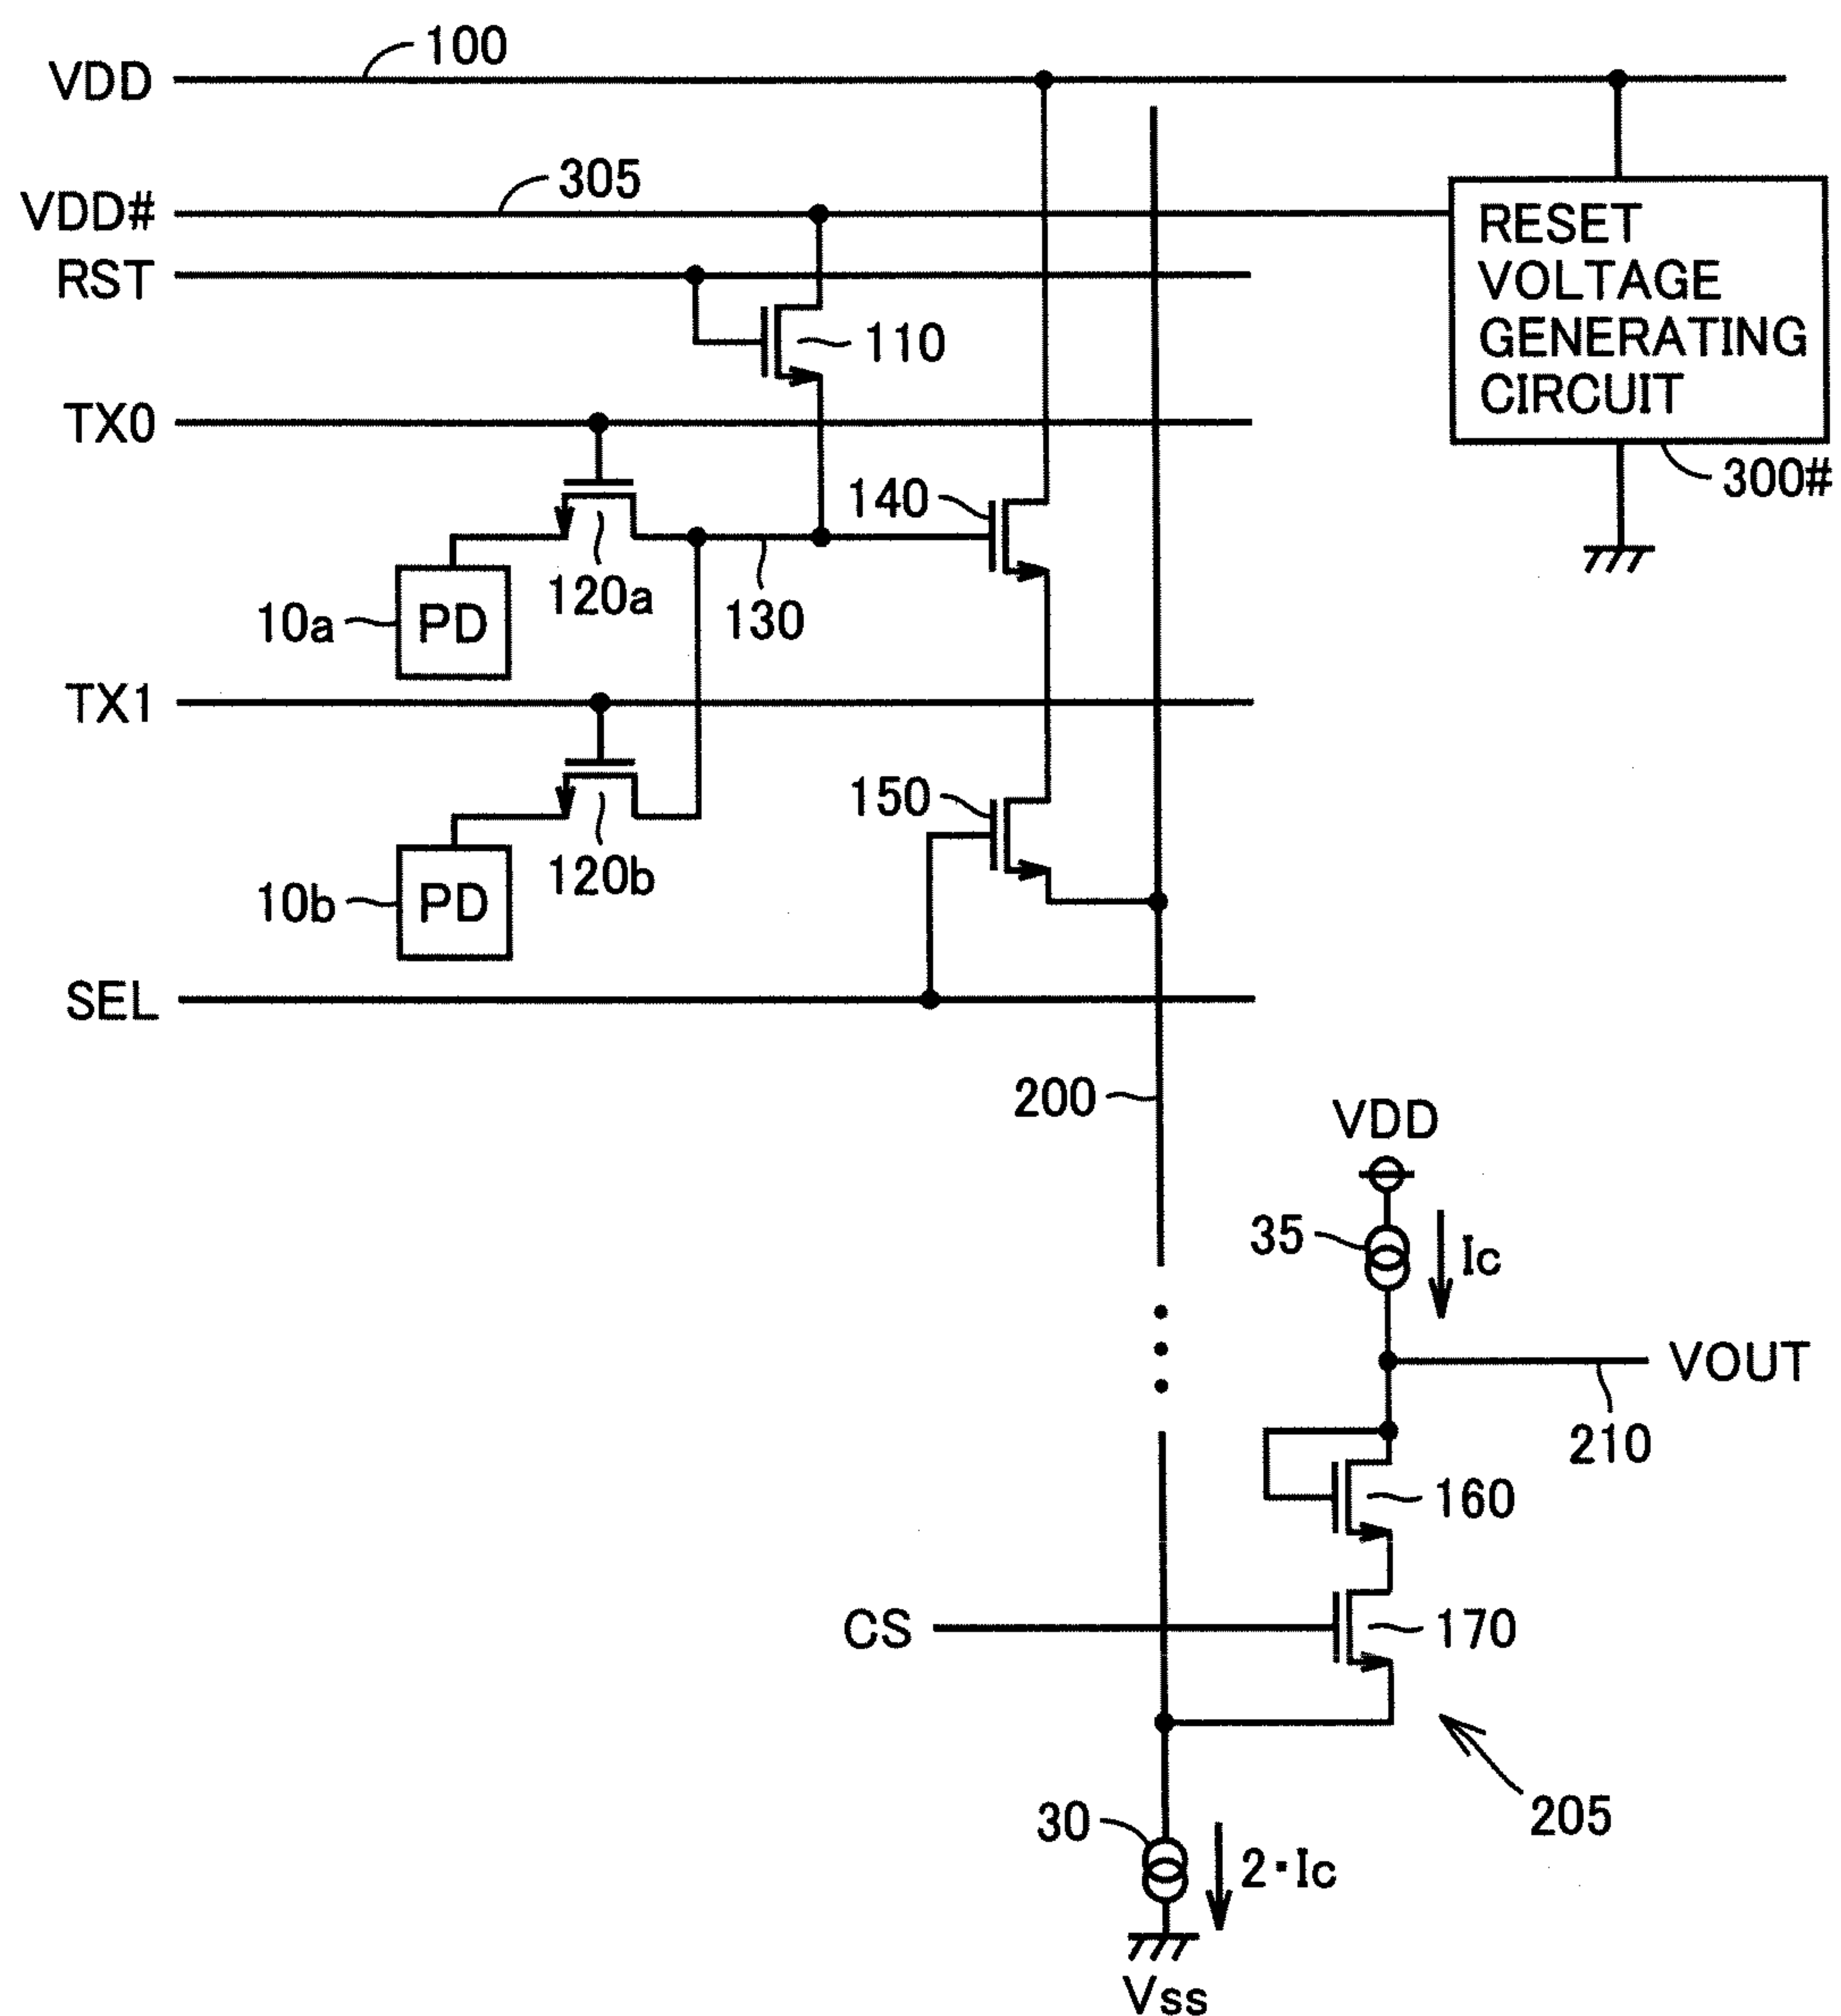 100
VDD
305
VDD#
RESET
VOLTAGE
GENERATING
CIRCUIT
RST
110
TX0
300#
140
120a
130
10a
PD
TX1
150
120b
10b
PD
SEL
200
VDD
35
Ic
VOUT
210
160
CS
170
205
30
2・Ic
Vss